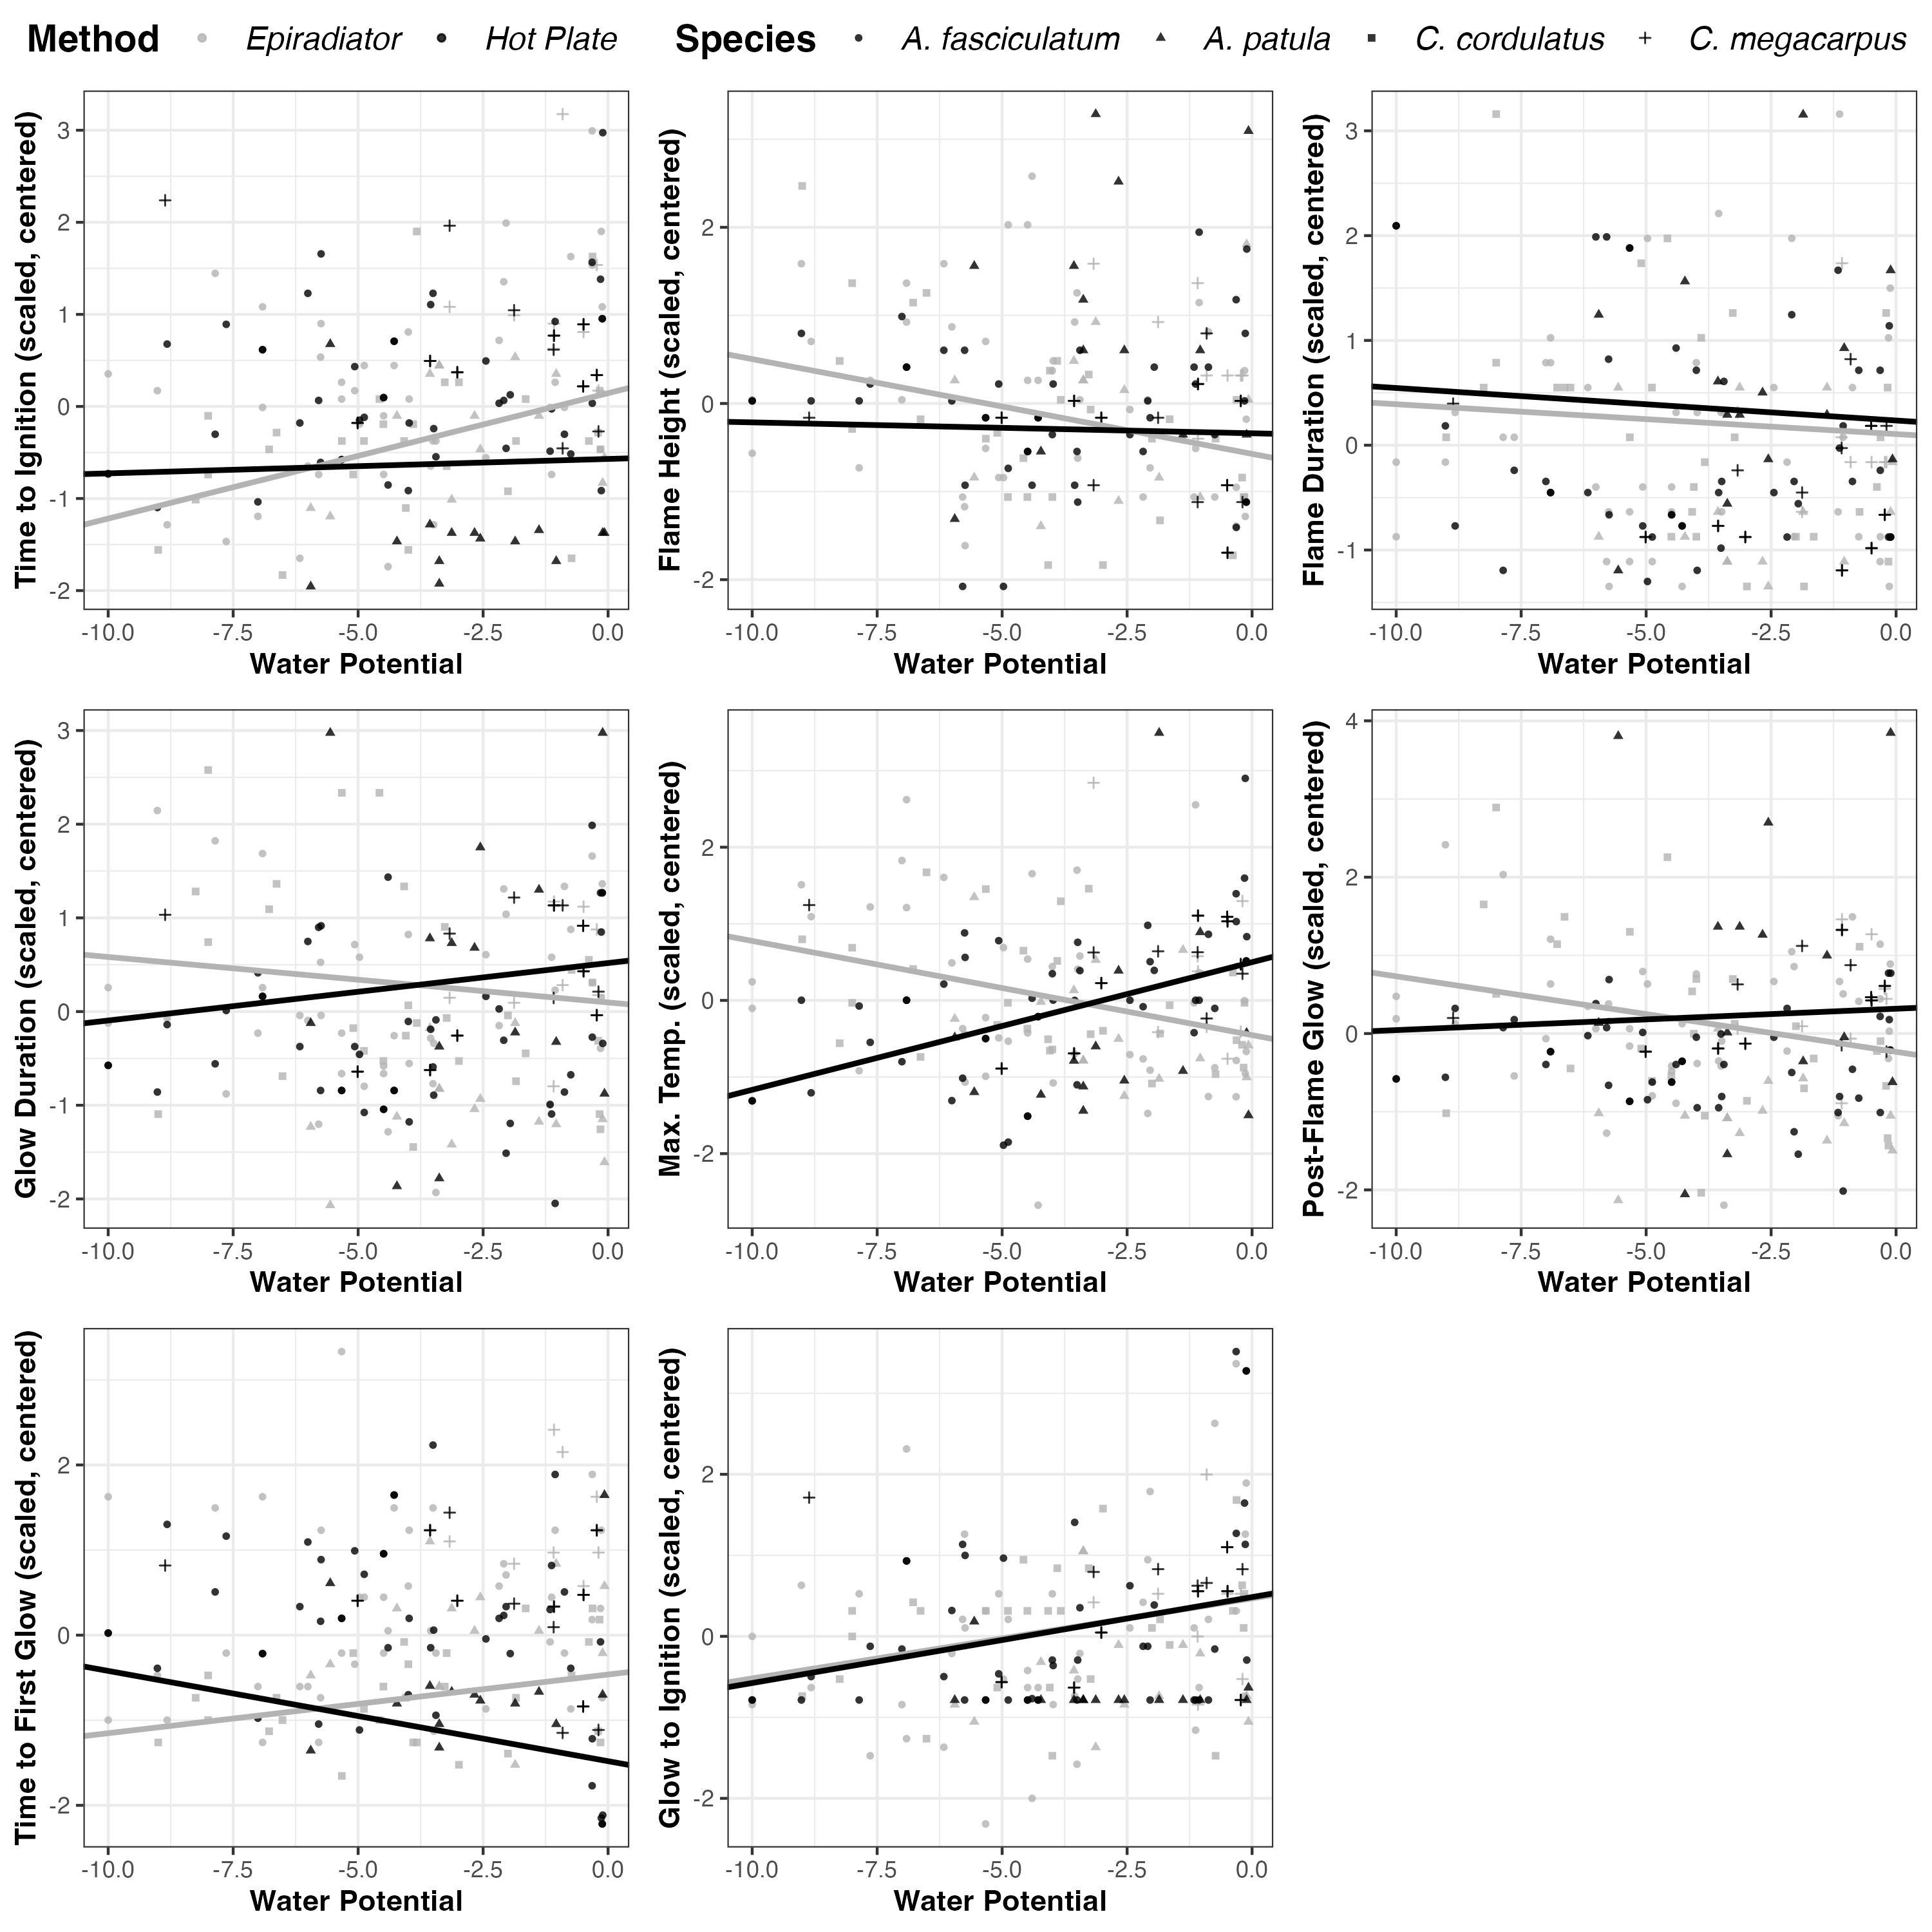 Method Epiradiator Hot Plate Species A. fasciculatum A. patula C. cordulatus C. megacarpus
Time to Ignition (scaled, centered)
3
2
1
0
-1
-2
-10.0 -7.5 -5.0 -2.5 0.0
Water Potential
Flame Height (scaled, centered)
2
0
-2
-10.0 -7.5 -5.0 -2.5 0.0
Water Potential
Flame Duration (scaled, centered)
3
2
1
0
-1
-10.0 -7.5 -5.0 -2.5 0.0
Water Potential
Glow Duration (scaled, centered)
3
2
1
0
-1
-2
-10.0 -7.5 -5.0 -2.5 0.0
Water Potential
Max. Temp. (scaled, centered)
2
0
-2
-10.0 -7.5 -5.0 -2.5 0.0
Water Potential
Post-Flame Glow (scaled, centered)
4
2
0
-2
-10.0 -7.5 -5.0 -2.5 0.0
Water Potential
Time to First Glow (scaled, centered)
2
0
-2
-10.0 -7.5 -5.0 -2.5 0.0
Water Potential
Glow to Ignition (scaled, centered)
2
0
-2
-10.0 -7.5 -5.0 -2.5 0.0
Water Potential